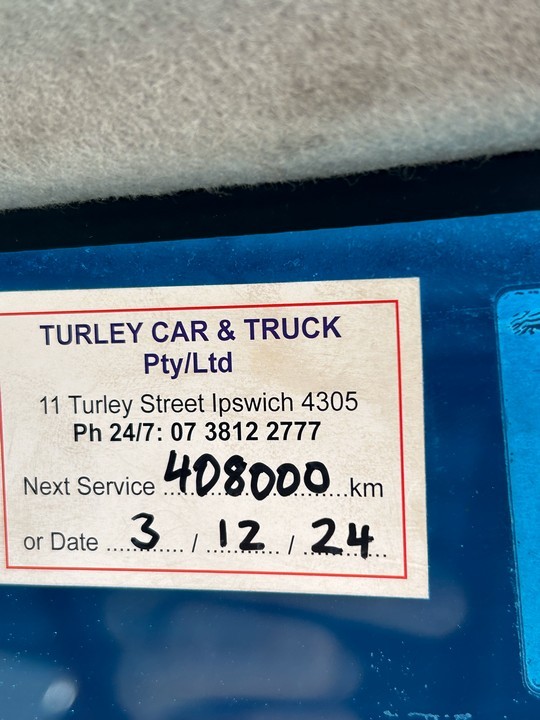 TURLEY CAR & TRUCK
Pty/Ltd
11 Turley Street Ipswich 4305
Ph 24/7: 07 3812 2777
Next Service 408000 km
or Date 3 / 12 / 24